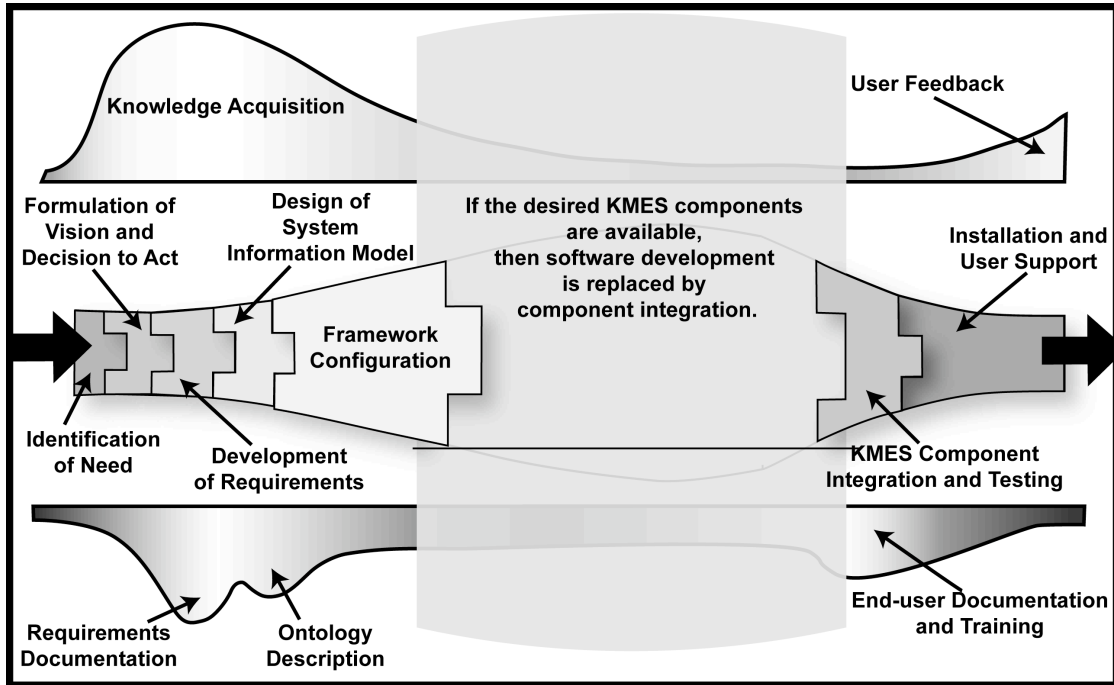 Knowledge Acquisition
User Feedback
Formulation of
Vision and
Decision to Act
Design of
System
Information Model
If the desired KMES components
are available,
then software development
is replaced by
component integration.
Installation and
User Support
Framework
Configuration
Identification
of Need
Development
of Requirements
KMES Component
Integration and Testing
Requirements
Documentation
Ontology
Description
End-user Documentation
and Training